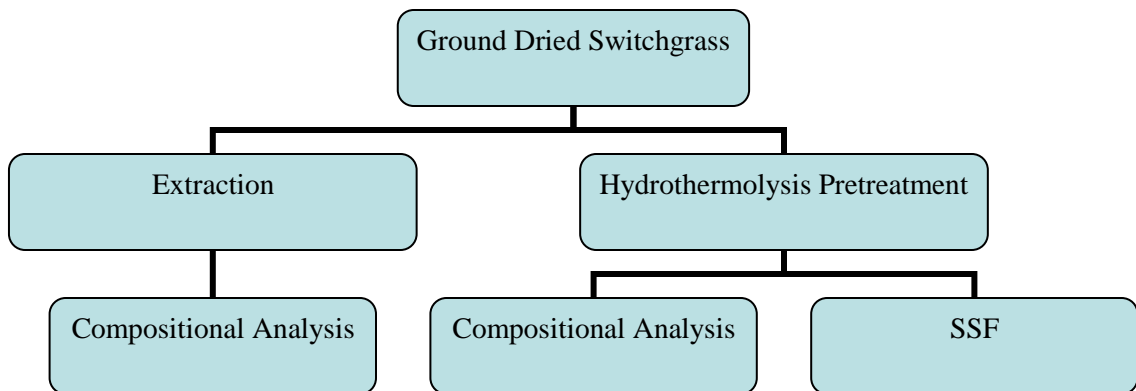 Ground Dried Switchgrass
Extraction
Hydrothermolysis Pretreatment
Compositional Analysis
Compositional Analysis
SSF